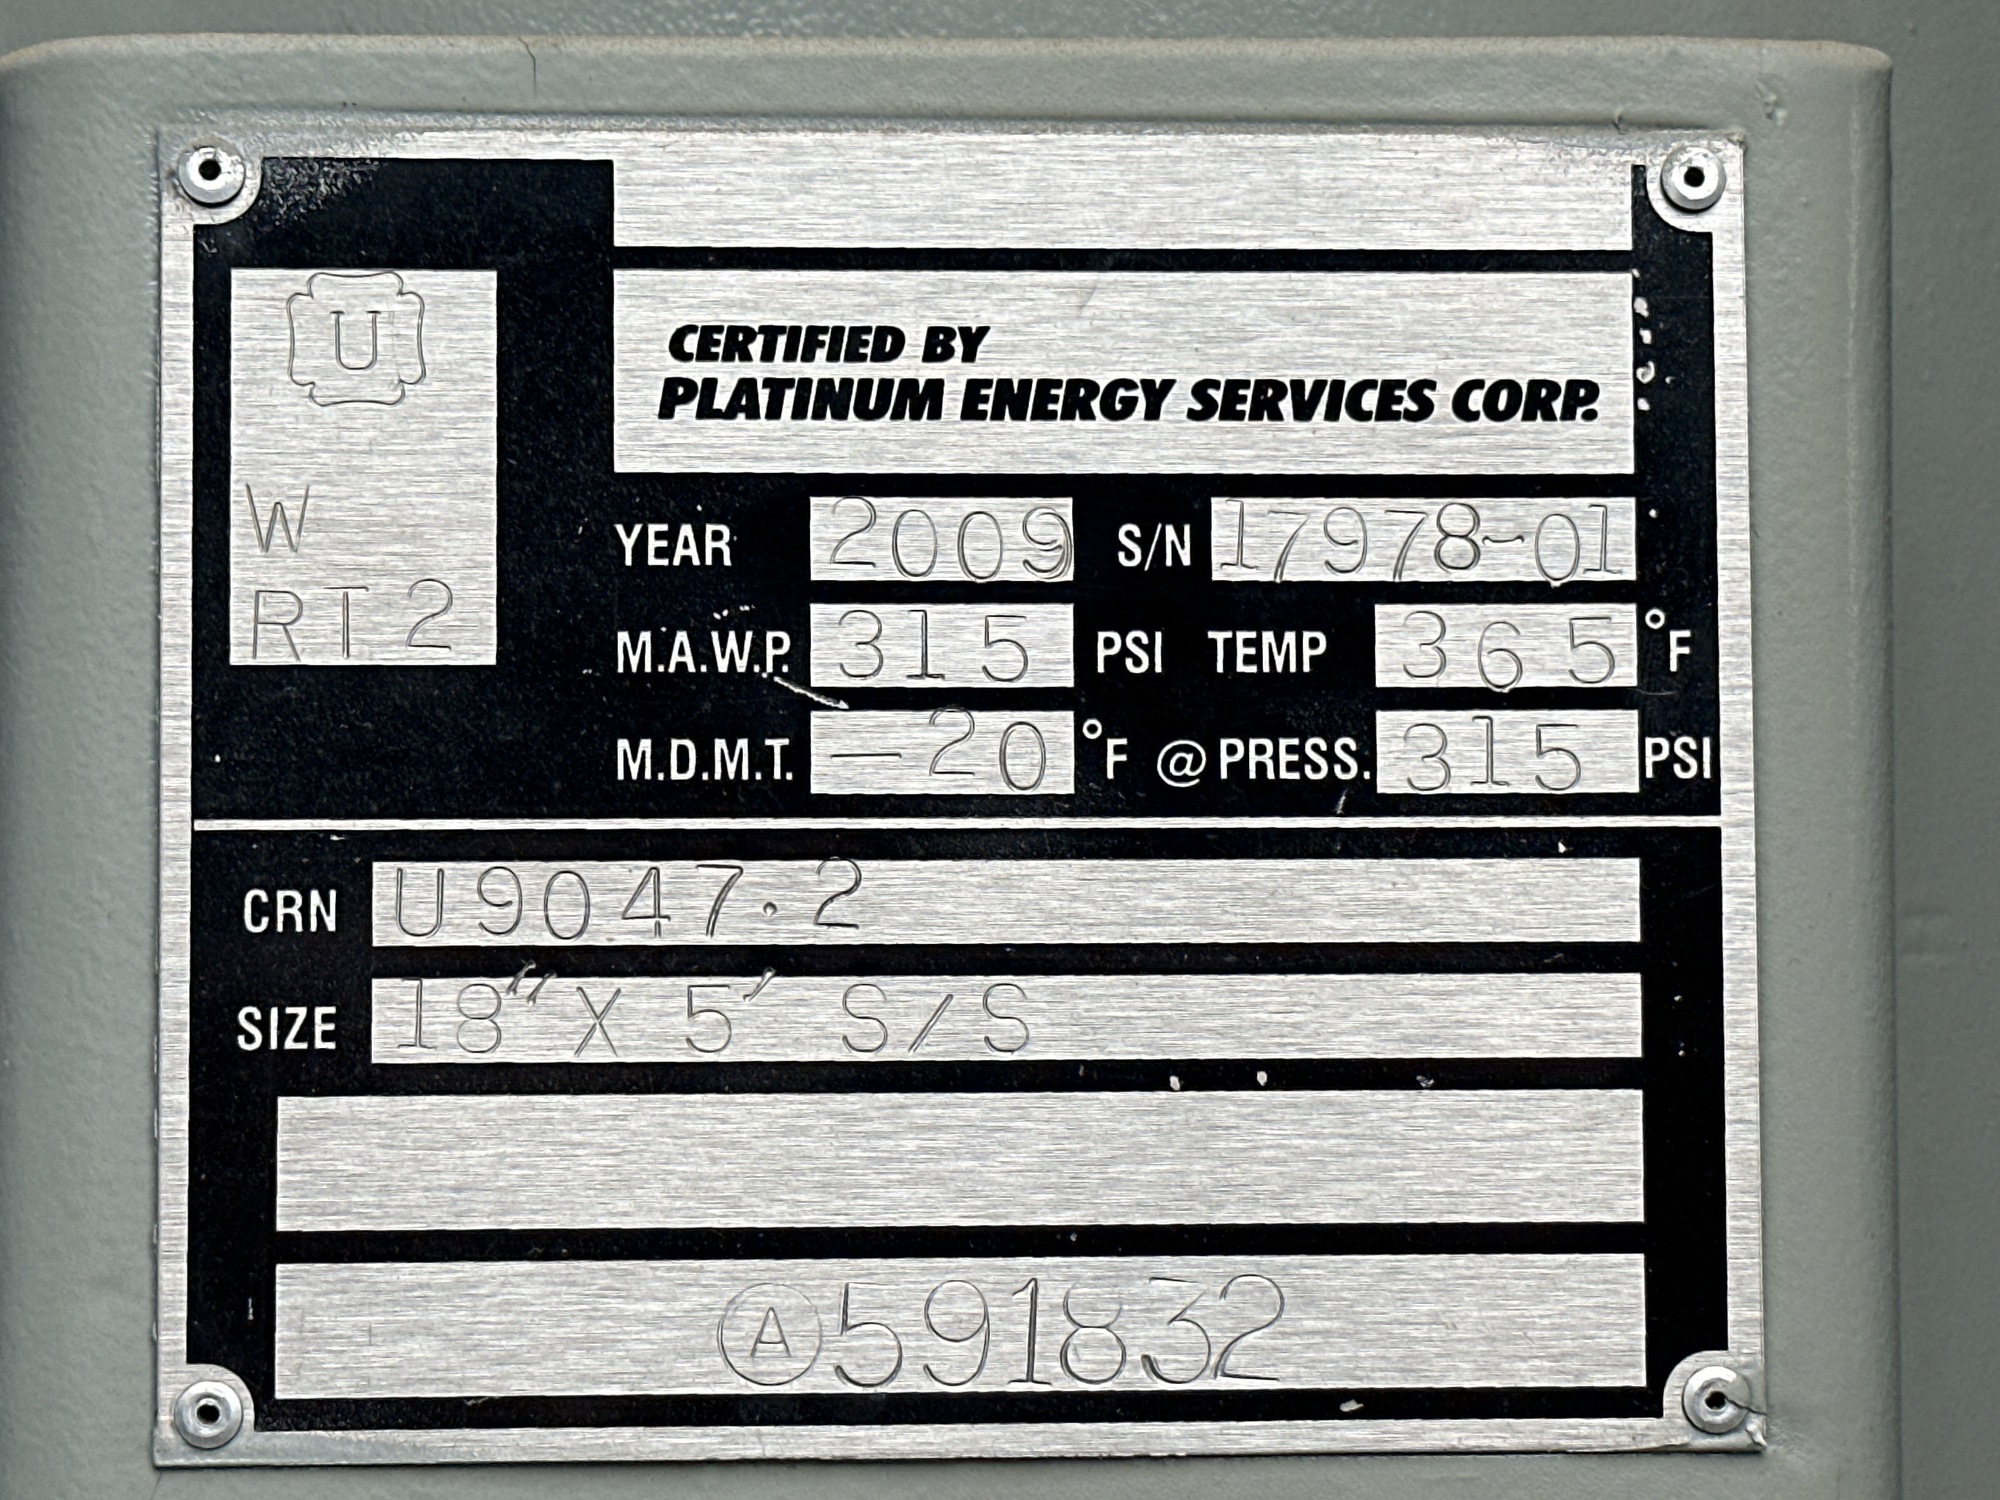 U
W
RT2
CERTIFIED BY
PLATINUM ENERGY SERVICES CORP.
YEAR 2009 S/N 17978-01
M.A.W.P. 315 PSI TEMP 365 °F
M.D.M.T. -20 °F @ PRESS. 315 PSI
CRN U9047.2
SIZE 18" X 5' S/S
Ⓐ591832